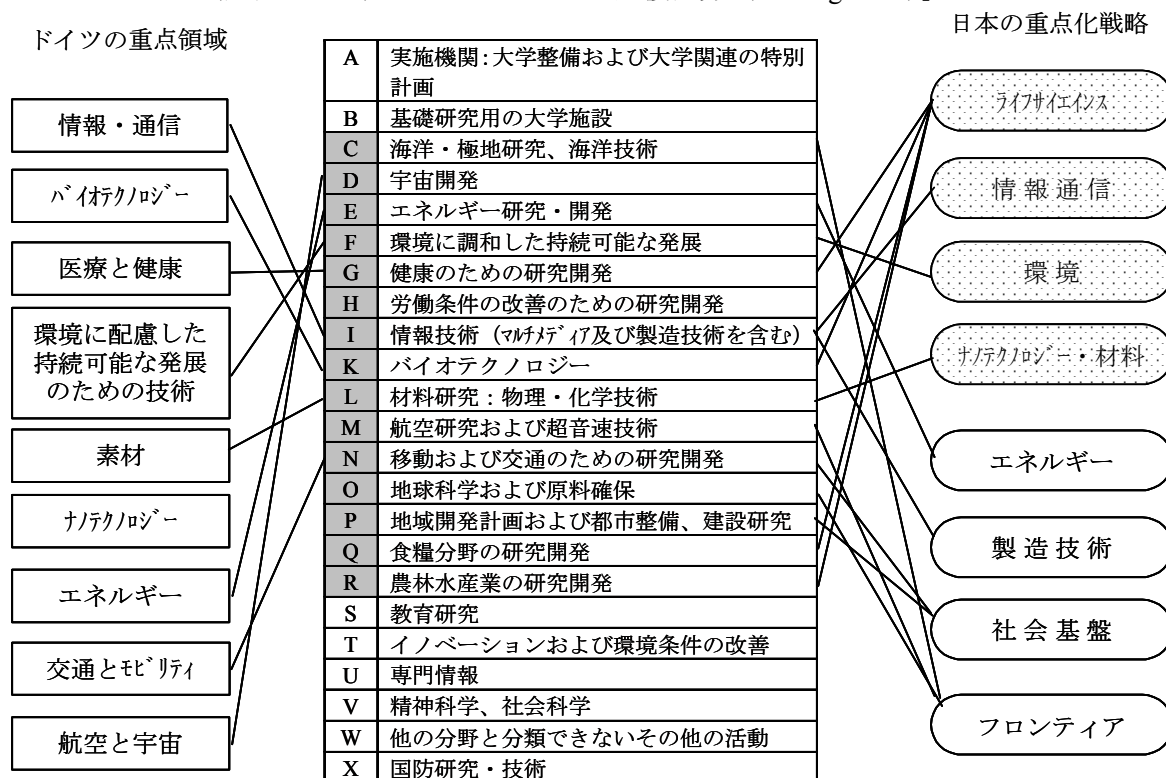 ドイツの重点領域
情報・通信
バイオテクノロジー
医療と健康
環境に配慮した
持続可能な発展
のための技術
素材
ナノテクノロジー
エネルギー
交通とモビリティ
航空と宇宙
A 実施機関:大学整備および大学関連の特別
計画
B 基礎研究用の大学施設
C 海洋・極地研究、海洋技術
D 宇宙開発
E エネルギー研究・開発
F 環境に調和した持続可能な発展
G 健康のための研究開発
H 労働条件の改善のための研究開発
I 情報技術(マルチメディア及び製造技術を含む)
K バイオテクノロジー
L 材料研究:物理・化学技術
M 航空研究および超音速技術
N 移動および交通のための研究開発
O 地球科学および原料確保
P 地域開発計画および都市整備、建設研究
Q 食糧分野の研究開発
R 農林水産業の研究開発
S 教育研究
T イノベーションおよび環境条件の改善
U 専門情報
V 精神科学、社会科学
W 他の分野と分類できないその他の活動
X 国防研究・技術
日本の重点化戦略
ライフサイエインス
情報通信
環境
ナノテクノロジー・材料
エネルギー
製造技術
社会基盤
フロンティア